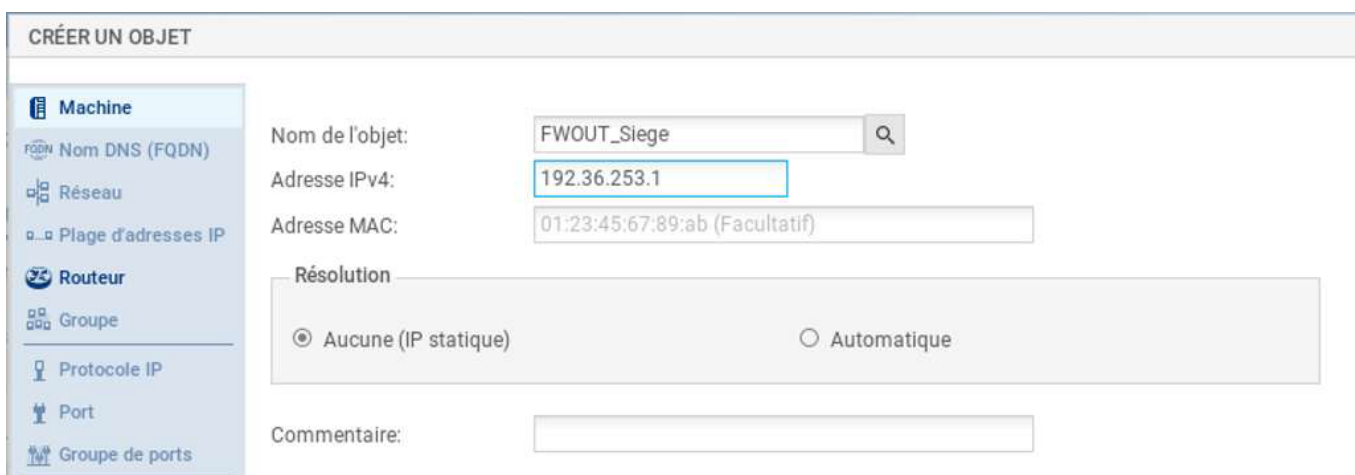 CRÉER UN OBJET
Machine
FQDN Nom DNS (FQDN)
Réseau
Plage d'adresses IP
Routeur
Groupe
Protocole IP
Port
Groupe de ports
Nom de l'objet: FWOUT_Siege
Adresse IPv4: 192.36.253.1
Adresse MAC: 01:23:45:67:89:ab (Facultatif)
Résolution
Aucune (IP statique) Automatique
Commentaire: